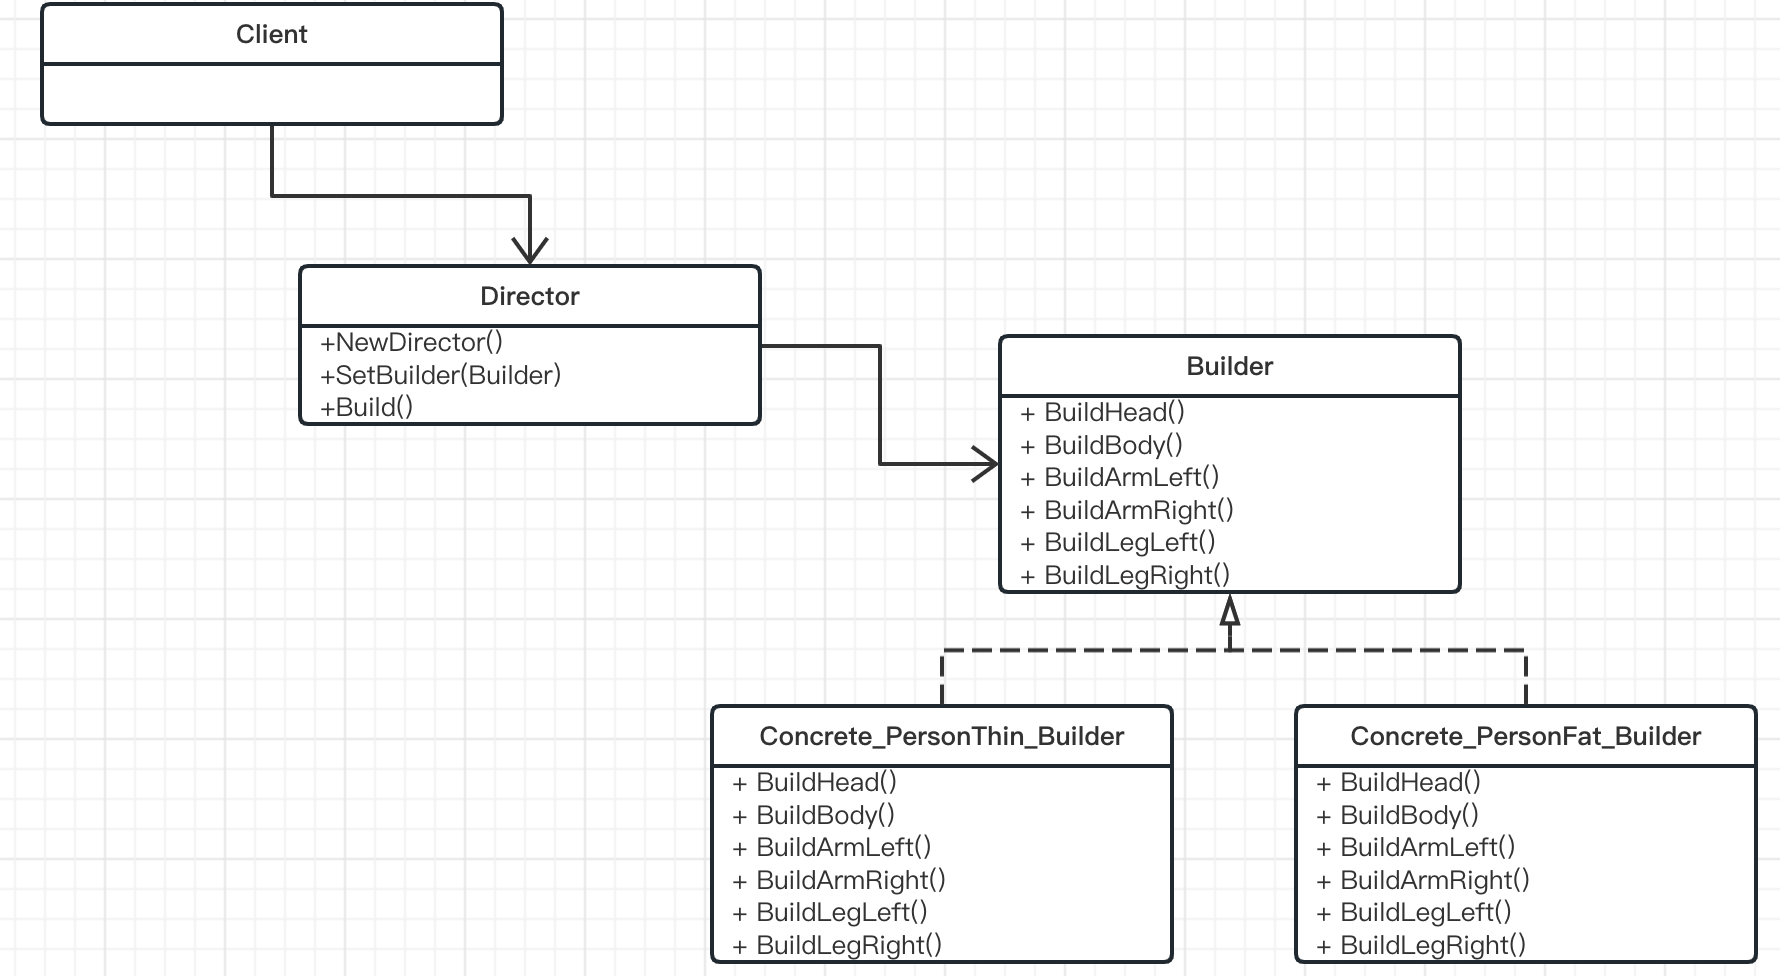 Client
Director
+NewDirector()
+SetBuilder(Builder)
+Build()
Builder
+ BuildHead()
+ BuildBody()
+ BuildArmLeft()
+ BuildArmRight()
+ BuildLegLeft()
+ BuildLegRight()
Concrete_PersonThin_Builder
+ BuildHead()
+ BuildBody()
+ BuildArmLeft()
+ BuildArmRight()
+ BuildLegLeft()
+ BuildLegRight()
Concrete_PersonFat_Builder
+ BuildHead()
+ BuildBody()
+ BuildArmLeft()
+ BuildArmRight()
+ BuildLegLeft()
+ BuildLegRight()